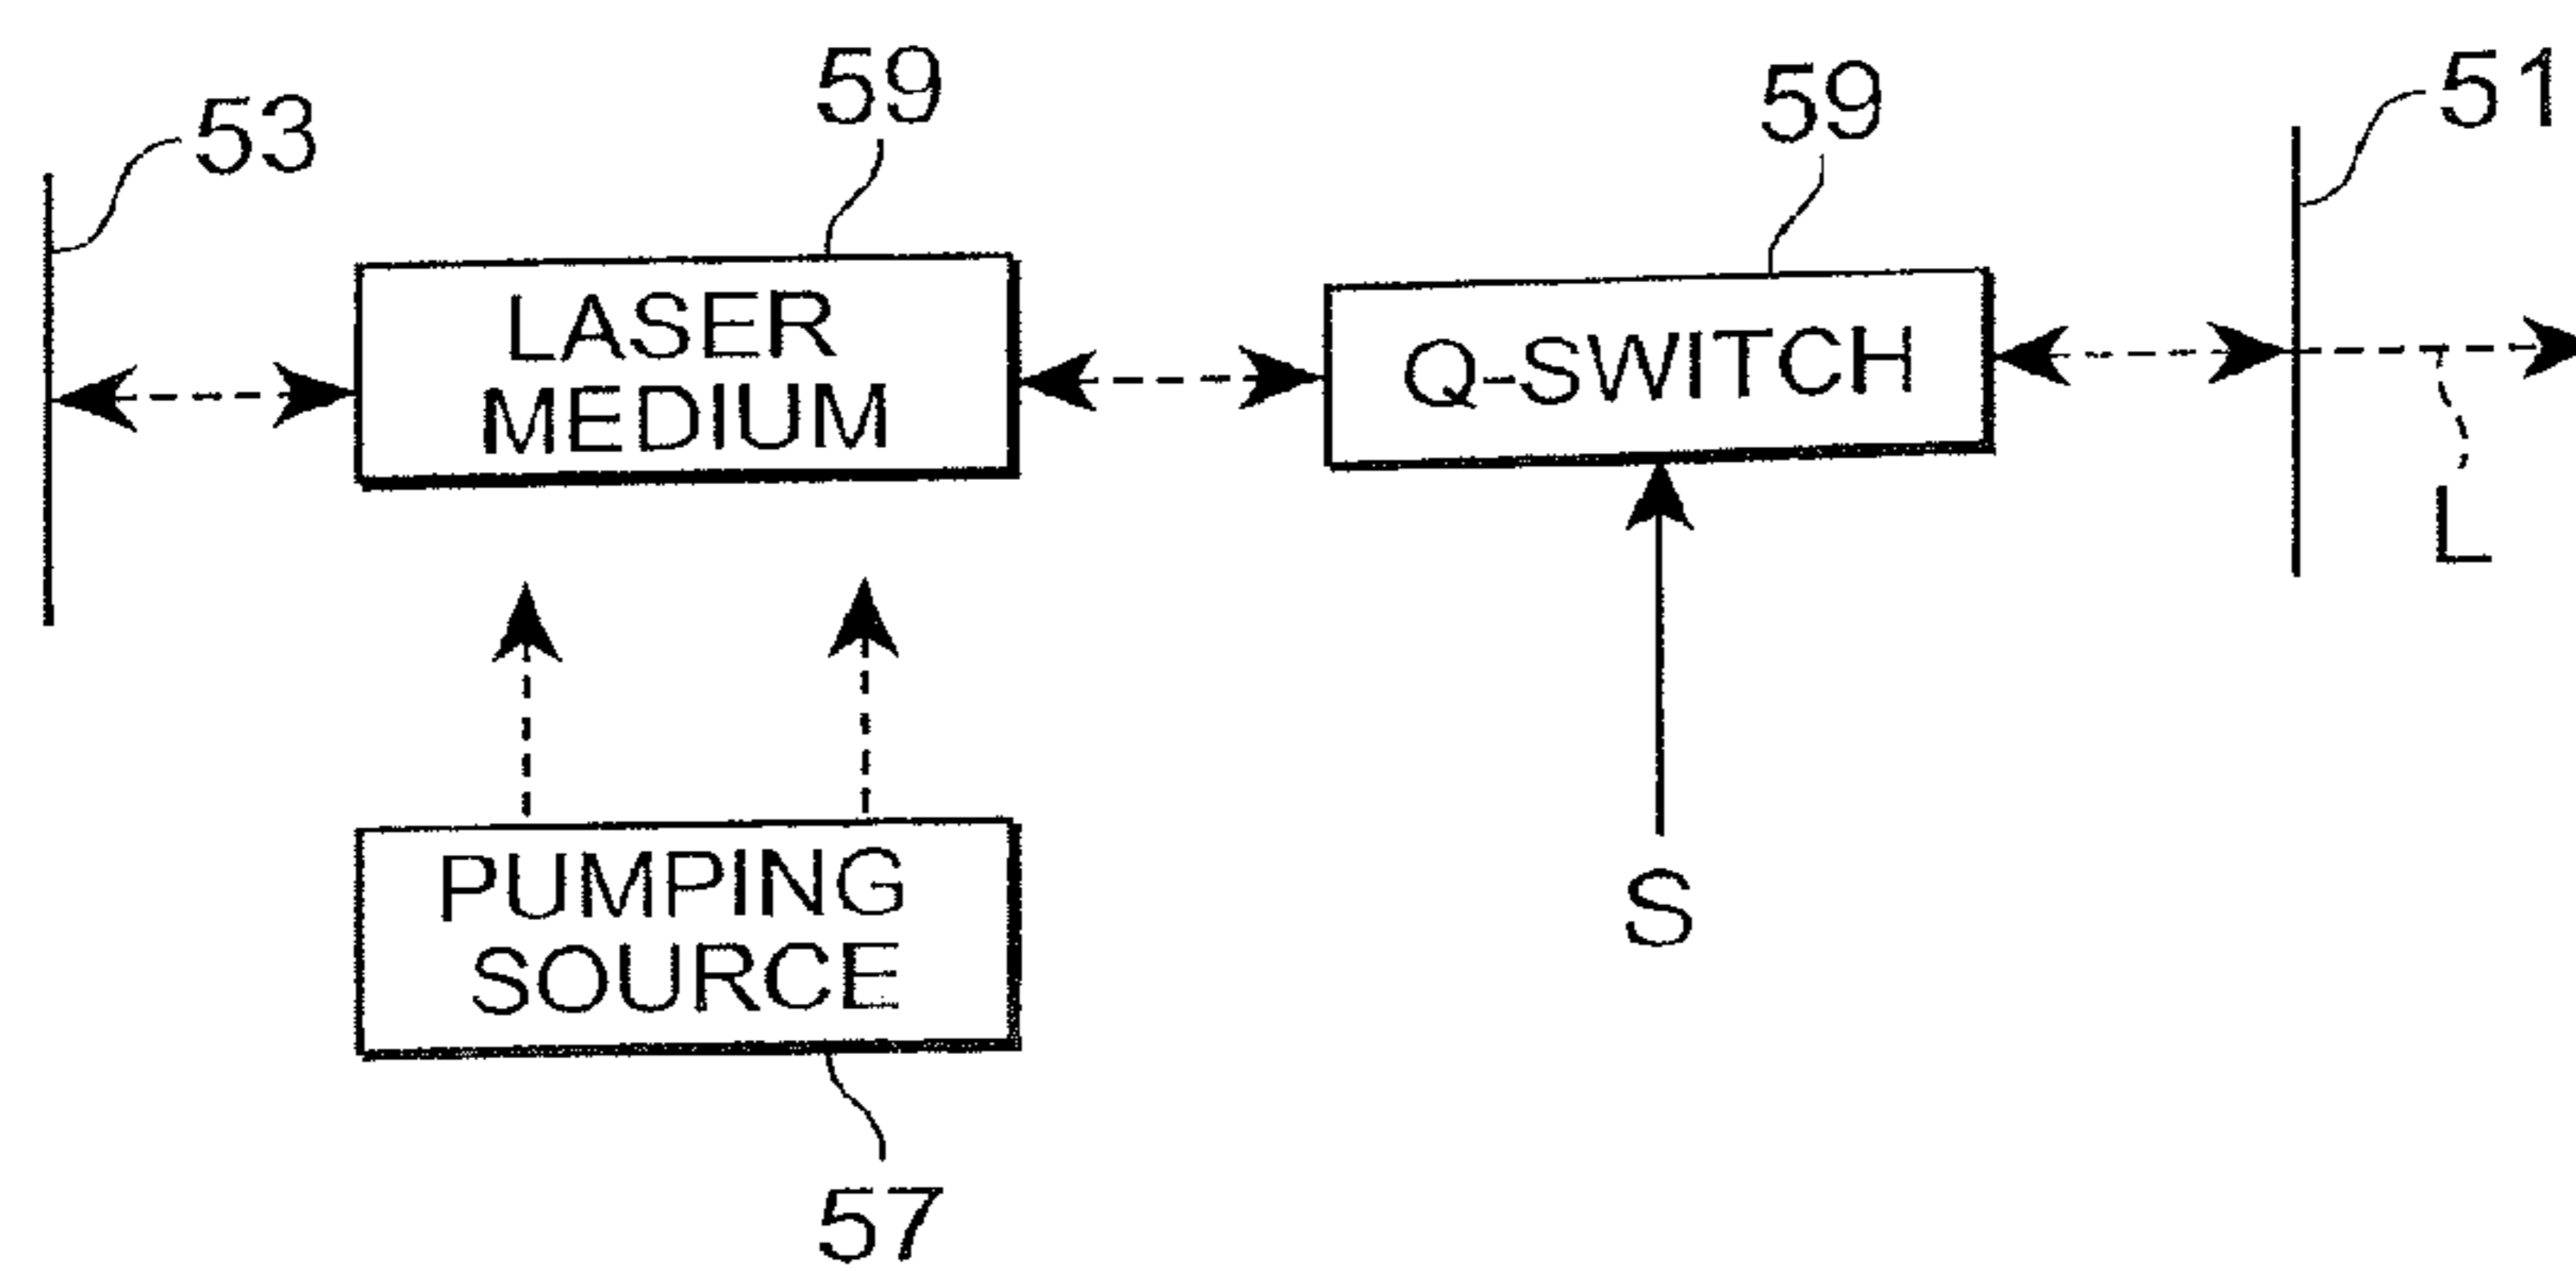 53
59
59
51
LASER
MEDIUM
Q-SWITCH
L
PUMPING
SOURCE
S
57